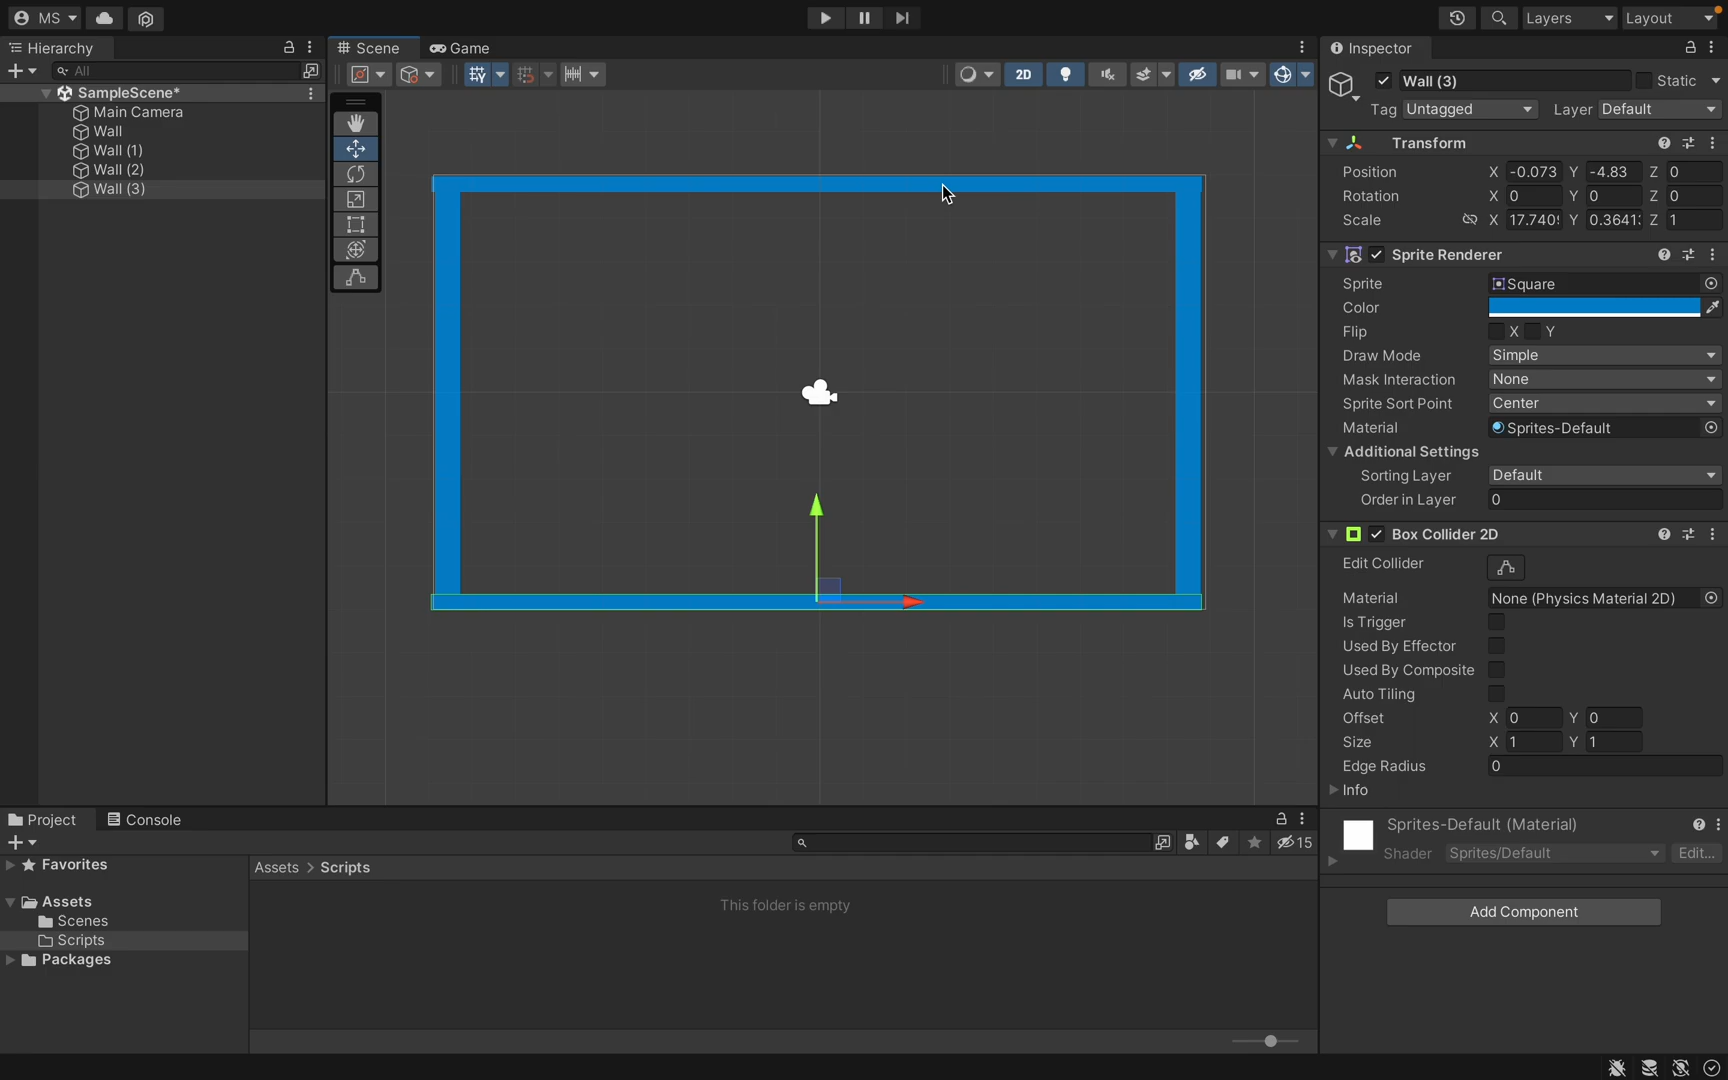 MS
Layers
Layout
Hierarchy
All
SampleScene*
Main Camera
Wall
Wall (1)
Wall (2)
Wall (3)
Scene
Game
2D
Inspector
Wall (3)
Static
Tag Untagged Layer Default
Transform
Position X -0.073 Y -4.83 Z 0
Rotation X 0 Y 0 Z 0
Scale X 17.740 Y 0.3641 Z 1
Sprite Renderer
Sprite Square
Color
Flip X Y
Draw Mode Simple
Mask Interaction None
Sprite Sort Point Center
Material Sprites-Default
Additional Settings
Sorting Layer Default
Order in Layer 0
Box Collider 2D
Edit Collider
Material None (Physics Material 2D)
Is Trigger
Used By Effector
Used By Composite
Auto Tiling
Offset X 0 Y 0
Size X 1 Y 1
Edge Radius 0
Info
Sprites-Default (Material)
Shader Sprites/Default Edit...
Add Component
Project
Console
15
Favorites
Assets
Scenes
Scripts
Packages
Assets > Scripts
This folder is empty